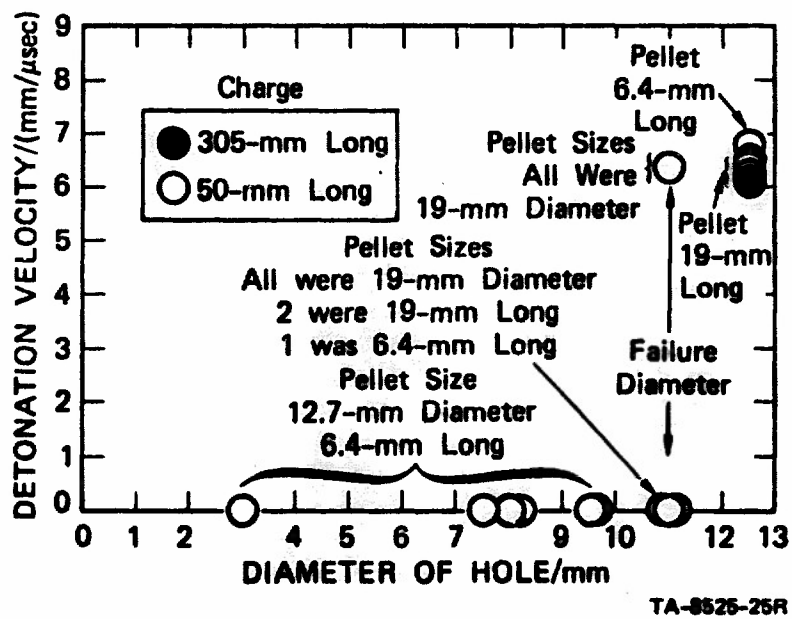 DETONATION VELOCITY/(mm/μsec)
9
8
7
6
5
4
3
2
1
0
Charge
305-mm Long
50-mm Long
Pellet
6.4-mm
Long
Pellet Sizes
All Were
19-mm Diameter
Pellet
19-mm
Long
Pellet Sizes
All were 19-mm Diameter
2 were 19-mm Long
1 was 6.4-mm Long
Failure
Diameter
Pellet Size
12.7-mm Diameter
6.4-mm Long
0 1 2 4 6 7 8 10 12 13
DIAMETER OF HOLE/mm
TA-8525-25R